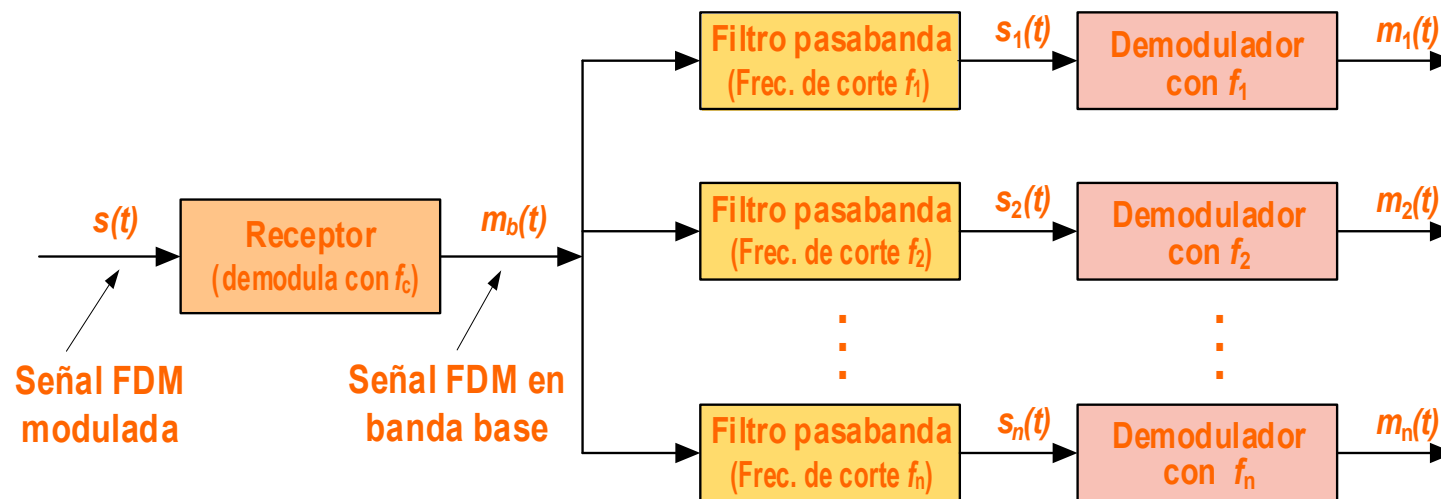 Filtro pasabanda
(Frec. de corte f₁)
s₁(t)
Demodulador
con f₁
m₁(t)
s(t)
Receptor
(demodula con f꜀)
m_b(t)
Filtro pasabanda
(Frec. de corte f₂)
s₂(t)
Demodulador
con f₂
m₂(t)
Señal FDM
modulada
Señal FDM en
banda base
Filtro pasabanda
(Frec. de corte fₙ)
sₙ(t)
Demodulador
con fₙ
mₙ(t)